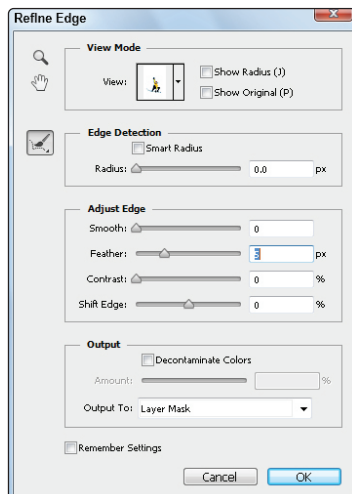 Refine Edge
View Mode
View:
Show Radius (J)
Show Original (P)
Edge Detection
Smart Radius
Radius: 0.0 px
Adjust Edge
Smooth: 0
Feather: 3 px
Contrast: 0 %
Shift Edge: 0 %
Output
Decontaminate Colors
Amount: %
Output To: Layer Mask
Remember Settings
Cancel OK